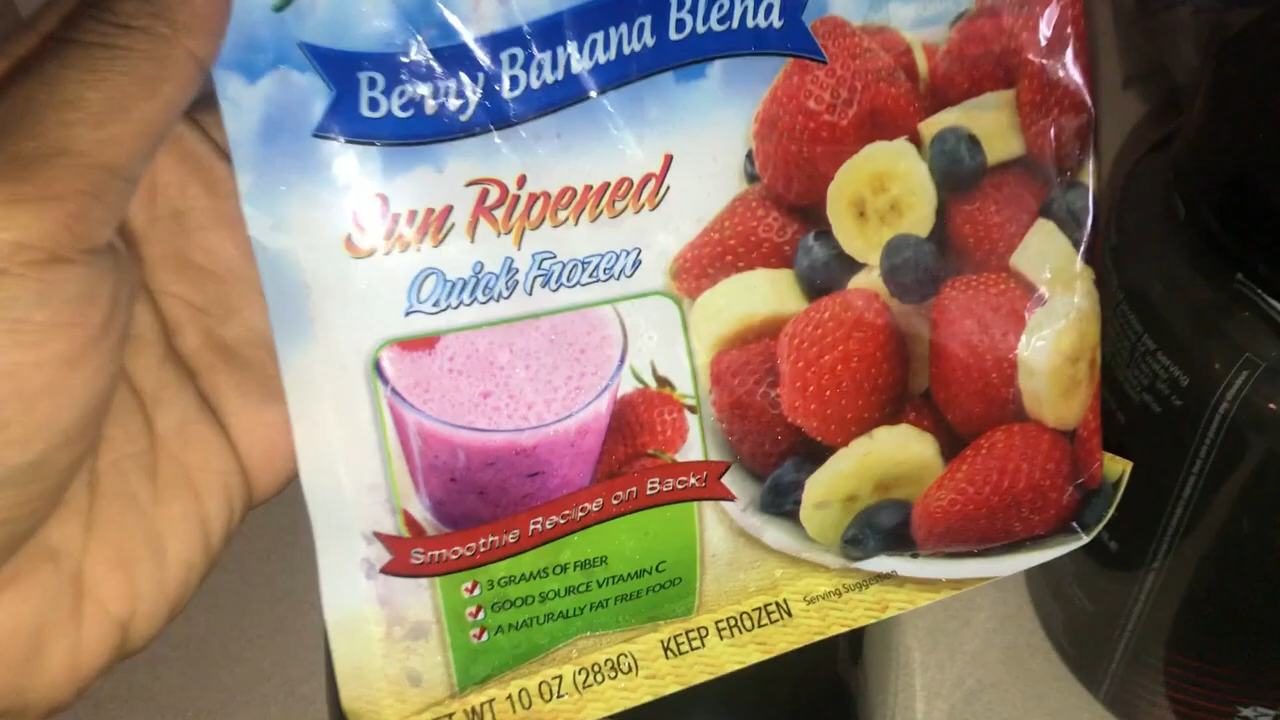 Berry Banana Blend
Sun Ripened
Quick Frozen
Smoothie Recipe on Back!
3 GRAMS OF FIBER
GOOD SOURCE VITAMIN C
A NATURALLY FAT FREE FOOD
Serving Suggestion
KEEP FROZEN
WT 10 OZ (283G)